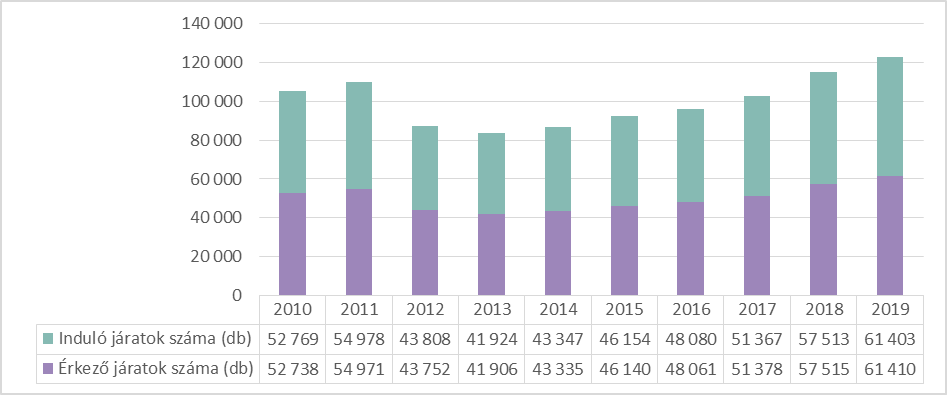 140 000
120 000
100 000
80 000
60 000
40 000
20 000
0
2010 2011 2012 2013 2014 2015 2016 2017 2018 2019
Induló járatok száma (db) 52 769 54 978 43 808 41 924 43 347 46 154 48 080 51 367 57 513 61 403
Érkező járatok száma (db) 52 738 54 971 43 752 41 906 43 335 46 140 48 061 51 378 57 515 61 410